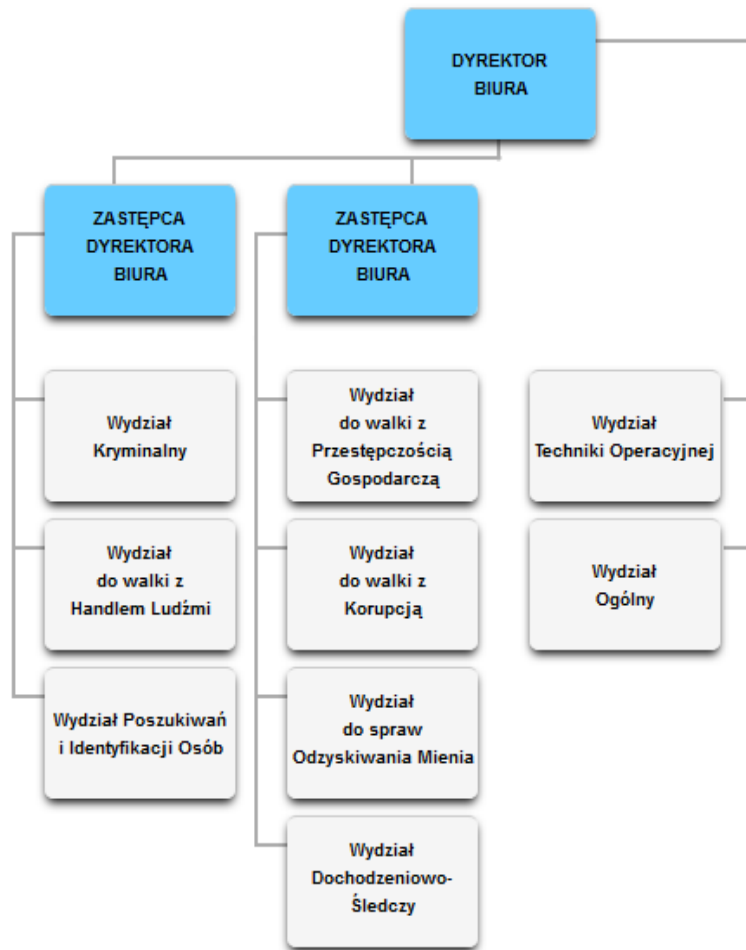 DYREKTOR
BIURA
ZASTĘPCA
DYREKTORA
BIURA
ZASTĘPCA
DYREKTORA
BIURA
Wydział
Kryminalny
Wydział
do walki z
Handlem Ludźmi
Wydział Poszukiwań
i Identyfikacji Osób
Wydział
do walki z
Przestępczością
Gospodarczą
Wydział
do walki z
Korupcją
Wydział
do spraw
Odzyskiwania Mienia
Wydział
Dochodzeniowo-
Śledczy
Wydział
Techniki Operacyjnej
Wydział
Ogólny